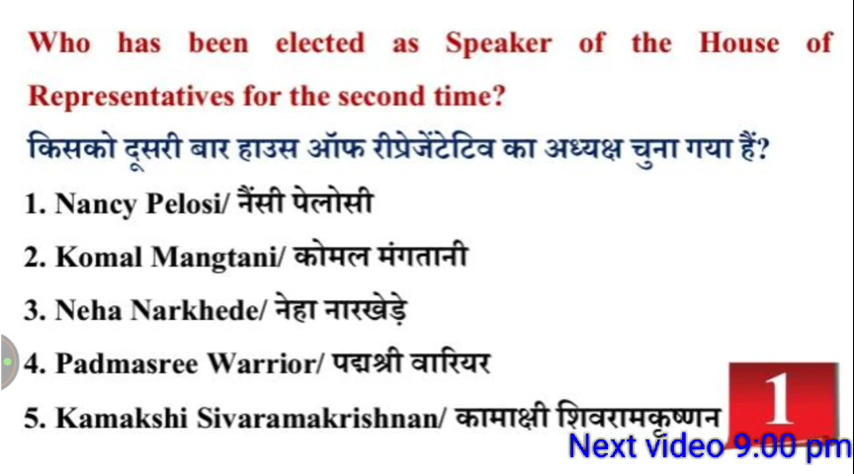 Who has been elected as Speaker of the House of
Representatives for the second time?
किसको दूसरी बार हाउस ऑफ रीप्रेजेंटेटिव का अध्यक्ष चुना गया हैं?
1. Nancy Pelosi/ नैंसी पेलोसी
2. Komal Mangtani/ कोमल मंगतानी
3. Neha Narkhede/ नेहा नारखेड़े
4. Padmasree Warrior/ पद्मश्री वारियर
5. Kamakshi Sivaramakrishnan/ कामाक्षी शिवरामकृष्णन
1
Next video 9:00 pm